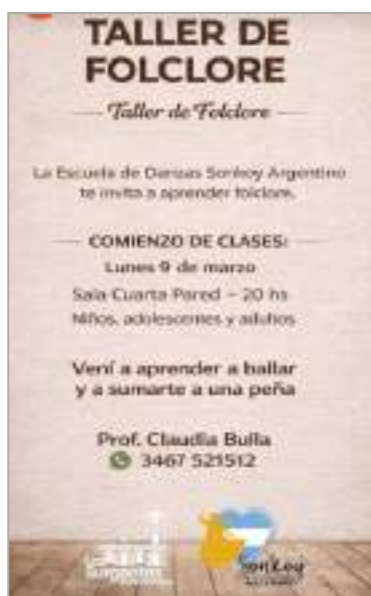 TALLER DE
FOLCLORE
Taller de Folclore
La Escuela de Danzas Sonkoy Argentino
te invita a aprender folclore.
COMIENZO DE CLASES:
Lunes 9 de marzo
Sala Cuarta Pared – 20 hs
Niños, adolescentes y adultos
Vení a aprender a bailar
y a sumarte a una peña
Prof. Claudia Bulla
3467 521512
Sonkoy